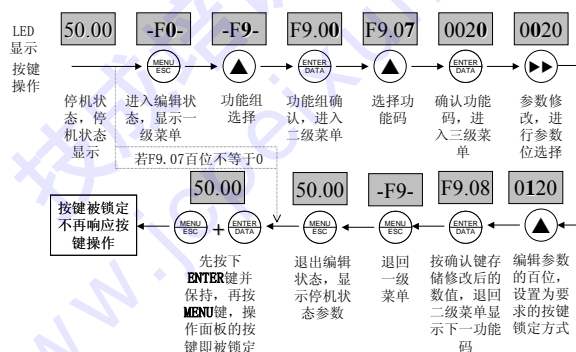 LED
显示
按键
操作
50.00
-F0-
-F9-
F9.00
F9.07
0020
0020
MENU
ESC
ENTER
DATA
ENTER
DATA
停机状
态，停
机状态
显示
进入编辑状
态，显示一
级菜单
功能组
选择
功能组确
认，进入
二级菜单
选择功
能码
确认功能
码，进
入三级菜
单
参数修
改，进
行参数
位选择
若F9.07百位不等于0
50.00
50.00
-F9-
F9.08
0120
按键被锁定
不再响应按
键操作
MENU
ESC
+
ENTER
DATA
MENU
ESC
MENU
ESC
ENTER
DATA
先按下
ENTER键并
保持，再按
MENU键，操
作面板的按
键即被锁定
退出编辑
状态，显
示停机状
态参数
退回
一级
菜单
按确认键存
储修改后的
数值，退回
二级菜单显
示下一功能
码
编辑参数
的百位，
设置为要
求的按键
锁定方式